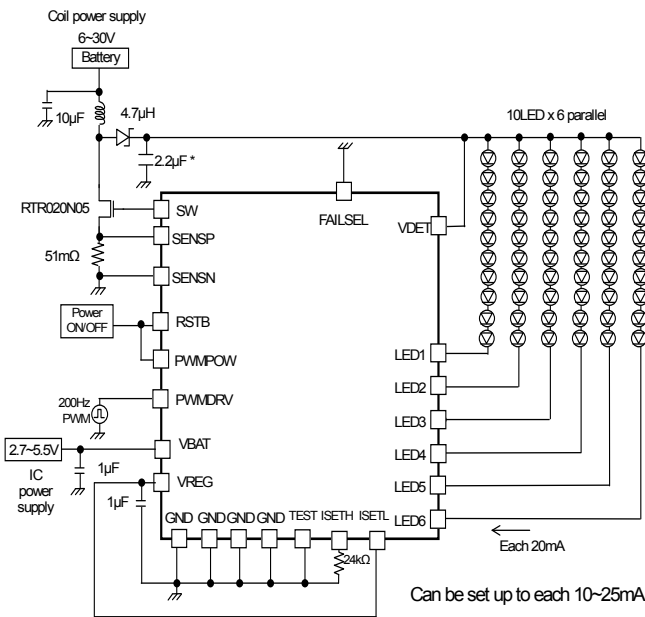 Coil power supply
6~30V
Battery
10µF
4.7µH
2.2µF *
10LED x 6 parallel
RTR020N05
SW
FAILSEL
VDET
SENSP
51mΩ
SENSN
Power
ON/OFF
RSTB
PWMPOW
LED1
LED2
200Hz
PWM
PWMDRV
LED3
2.7~5.5V
VBAT
LED4
IC
power
supply
1µF
VREG
LED5
1µF
GND
GND
GND
GND
TEST
ISETH
ISETL
LED6
24kΩ
Each 20mA
Can be set up to each 10~25mA